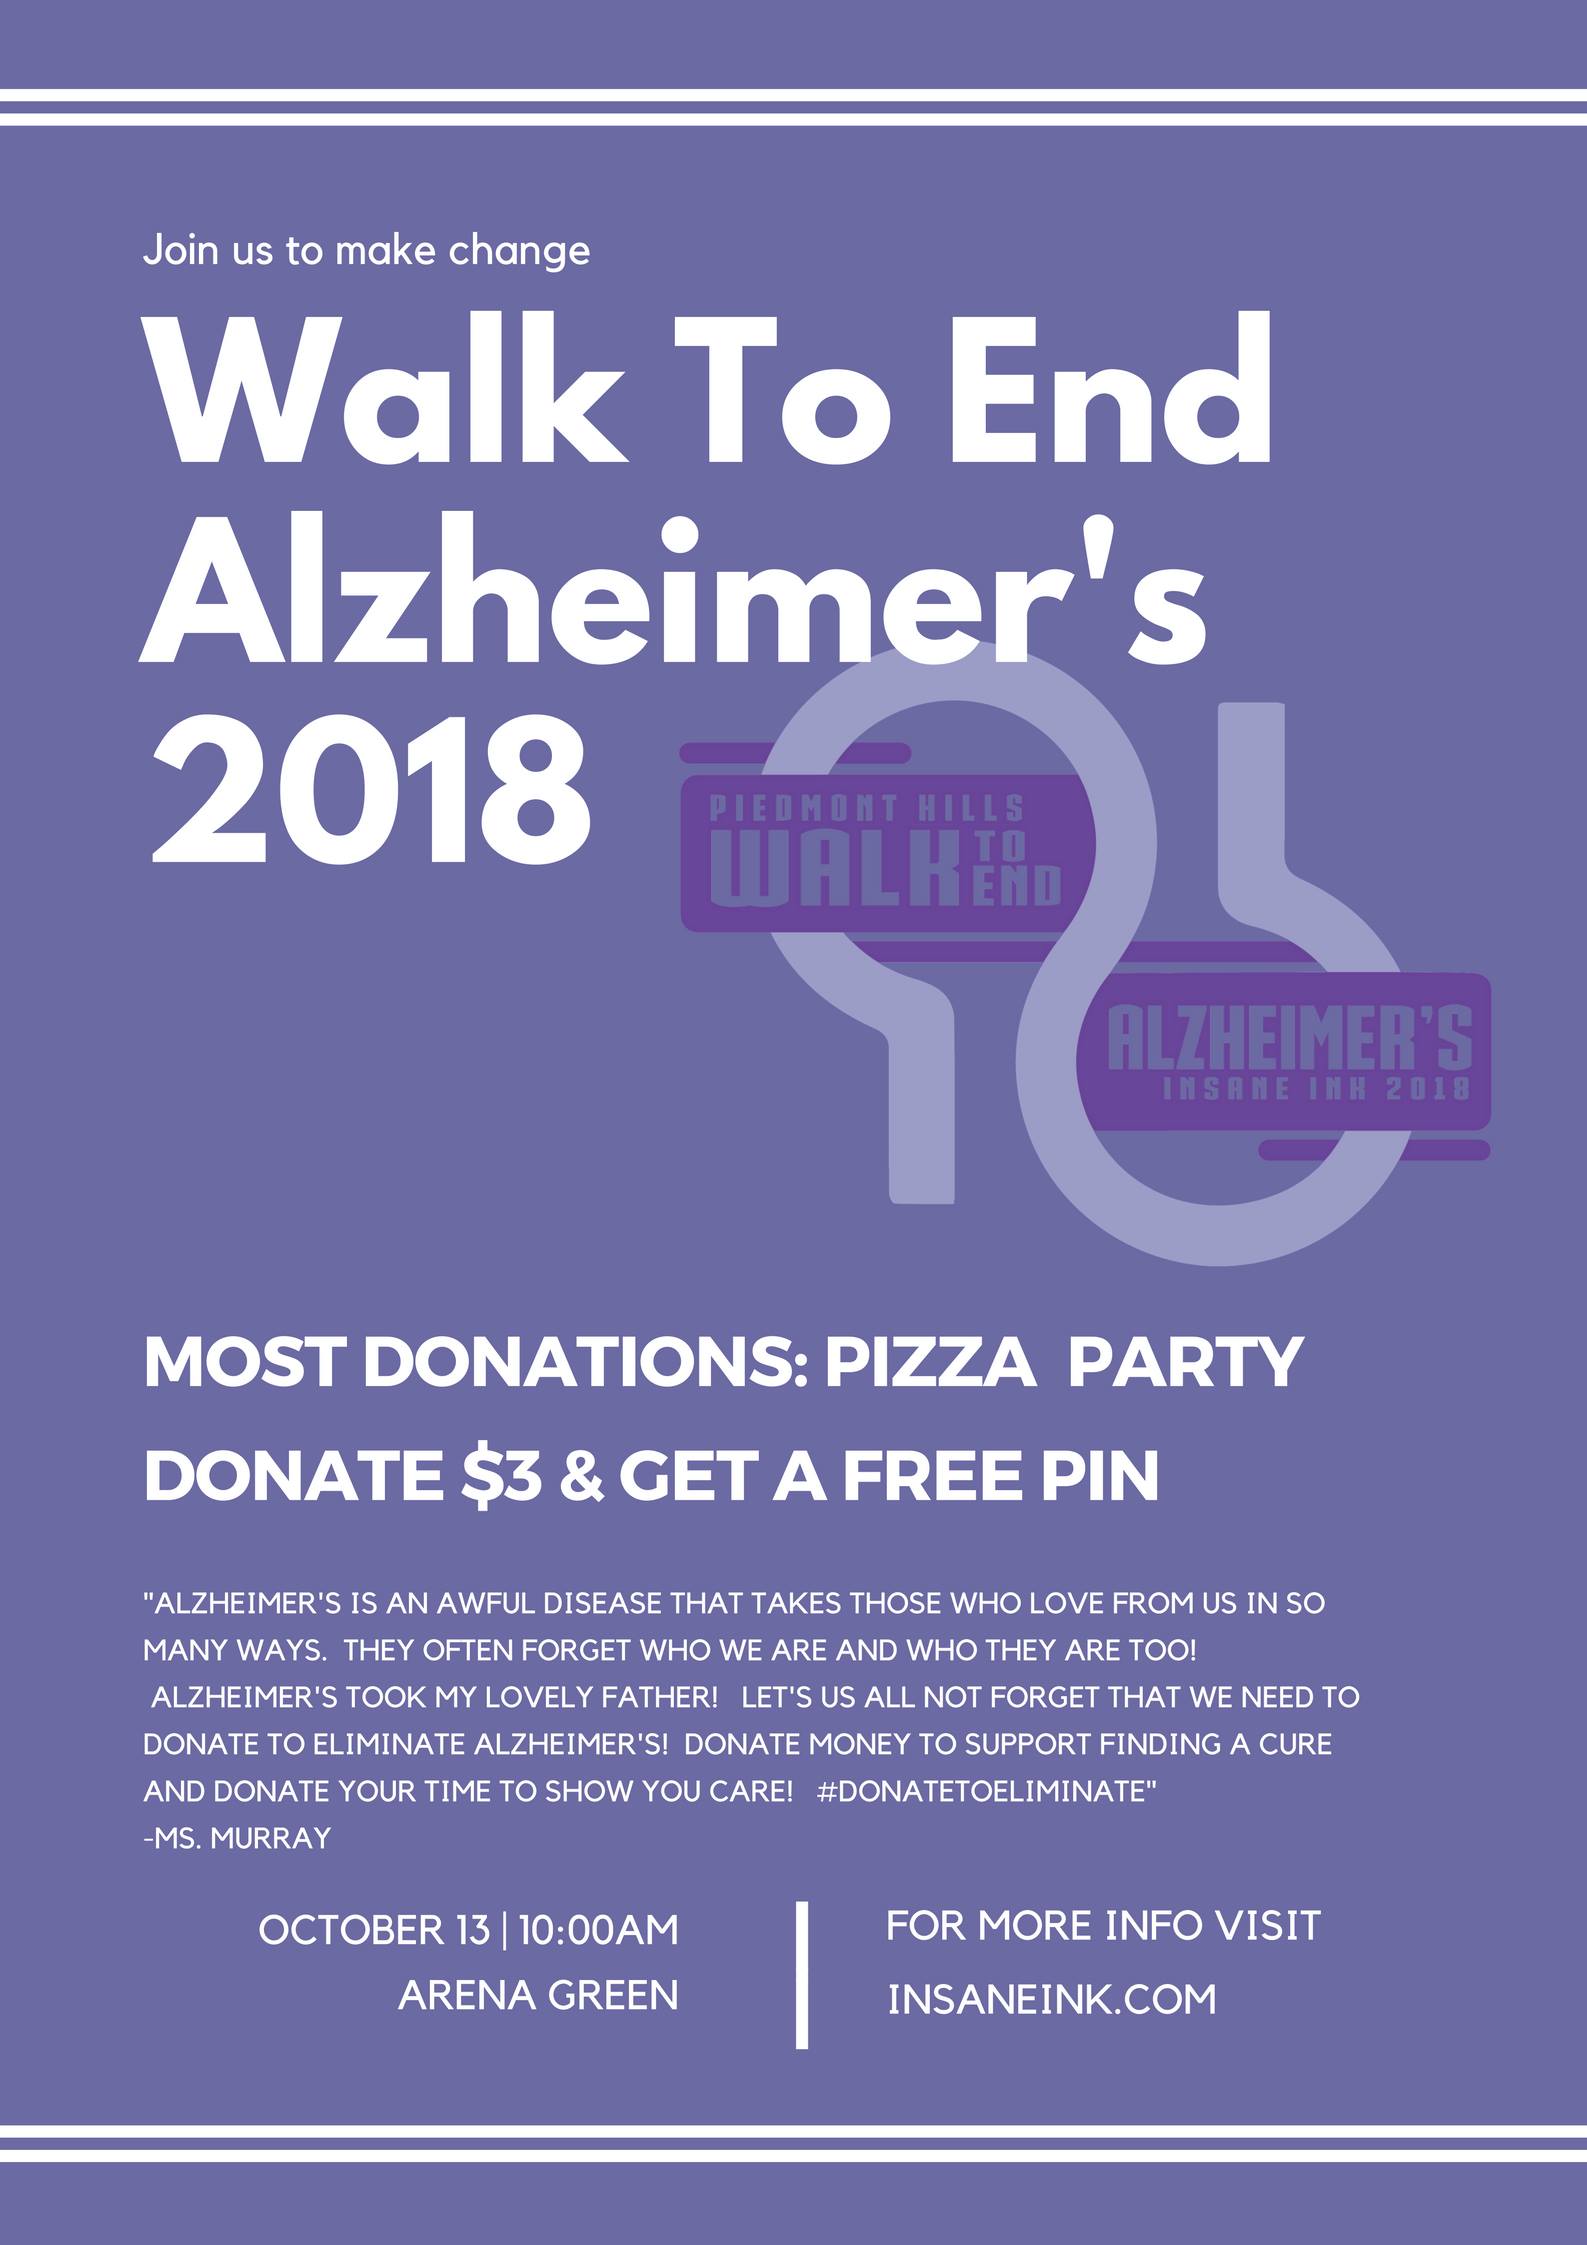 Join us to make change
Walk To End
Alzheimer's
2018
PIEDMONT HILLS
WALK TO END
ALZHEIMER'S
INSANE INK 2018
MOST DONATIONS: PIZZA  PARTY
DONATE $3 & GET A FREE PIN
"ALZHEIMER'S IS AN AWFUL DISEASE THAT TAKES THOSE WHO LOVE FROM US IN SO
MANY WAYS.  THEY OFTEN FORGET WHO WE ARE AND WHO THEY ARE TOO!
ALZHEIMER'S TOOK MY LOVELY FATHER!   LET'S US ALL NOT FORGET THAT WE NEED TO
DONATE TO ELIMINATE ALZHEIMER'S!  DONATE MONEY TO SUPPORT FINDING A CURE
AND DONATE YOUR TIME TO SHOW YOU CARE!   #DONATETOELIMINATE"
-MS. MURRAY
OCTOBER 13 | 10:00AM
ARENA GREEN
FOR MORE INFO VISIT
INSANEINK.COM